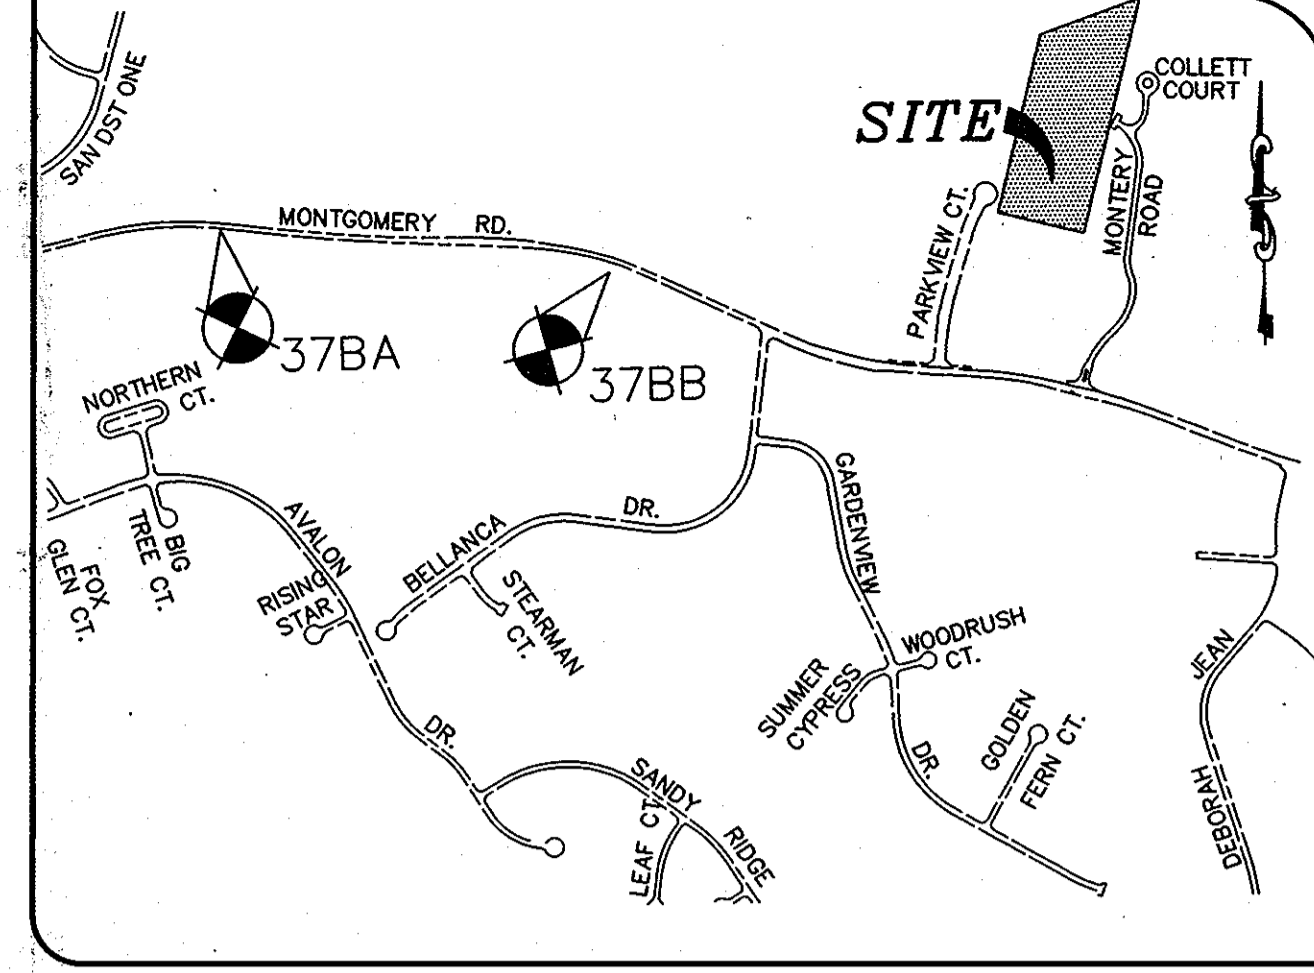 SAN DST ONE
COLLETT
COURT
SITE
MONTERY
ROAD
PARKVIEW CT.
MONTGOMERY RD.
37BA
37BB
NORTHERN
CT.
BIG
TREE CT.
FOX
GLEN CT.
AVALON
DR.
RISING
STAR
BELLANCA
DR.
STEARMAN
CT.
GARDENVIEW
DR.
WOODRUSH
CT.
SUMMER
CYPRESS
GOLDEN
FERN CT.
SANDY
RIDGE
LEAF CT.
DEBORAH
JEAN